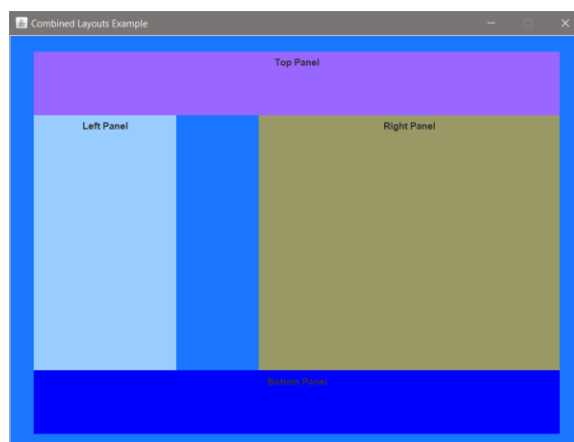 Combined Layouts Example
Top Panel
Left Panel
Right Panel
Bottom Panel